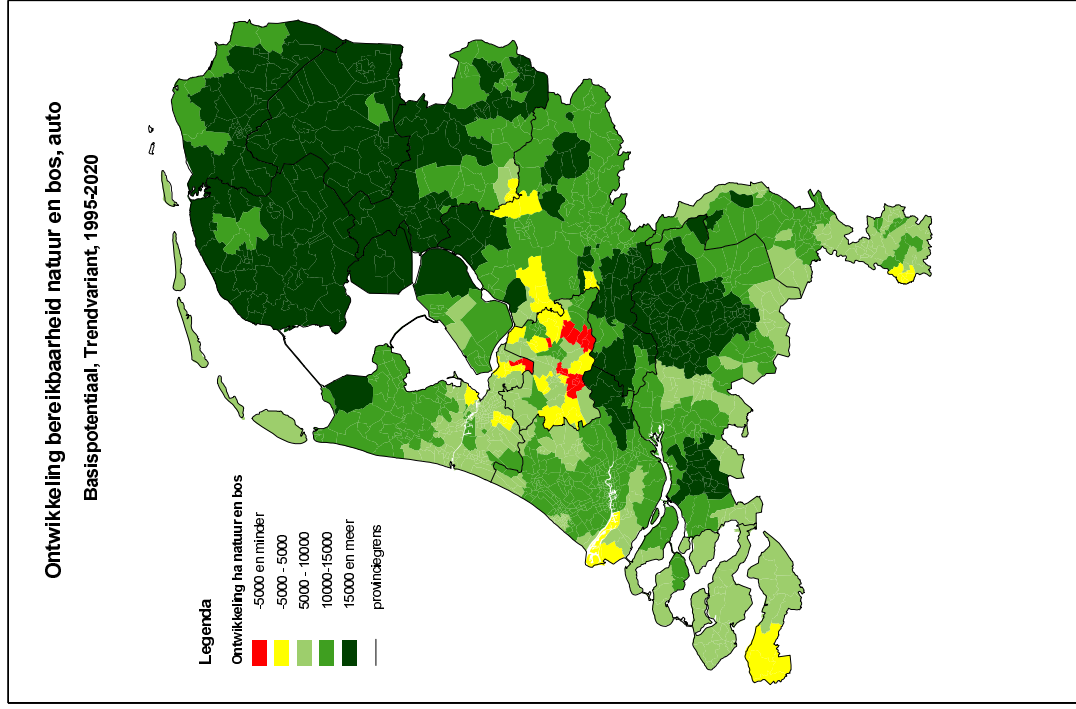 Ontwikkeling bereikbaarheid natuur en bos, auto
Basispotentiaal, Trendvariant, 1995-2020
Legenda
Ontwikkeling ha natuur en bos
-5000 en minder
-5000 - 5000
5000 - 10000
10000-15000
15000 en meer
provinciegrens